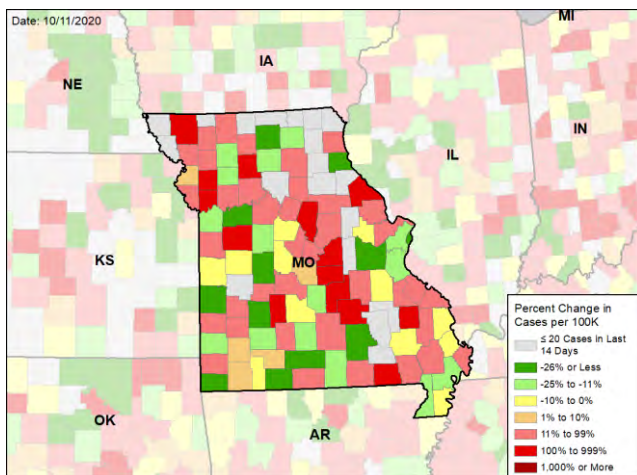 Date: 10/11/2020
MI
NE
IA
IL
IN
KS
MO
OK
AR
Percent Change in
Cases per 100K
≤ 20 Cases in Last
14 Days
-26% or Less
-25% to -11%
-10% to 0%
1% to 10%
11% to 99%
100% to 999%
1,000% or More